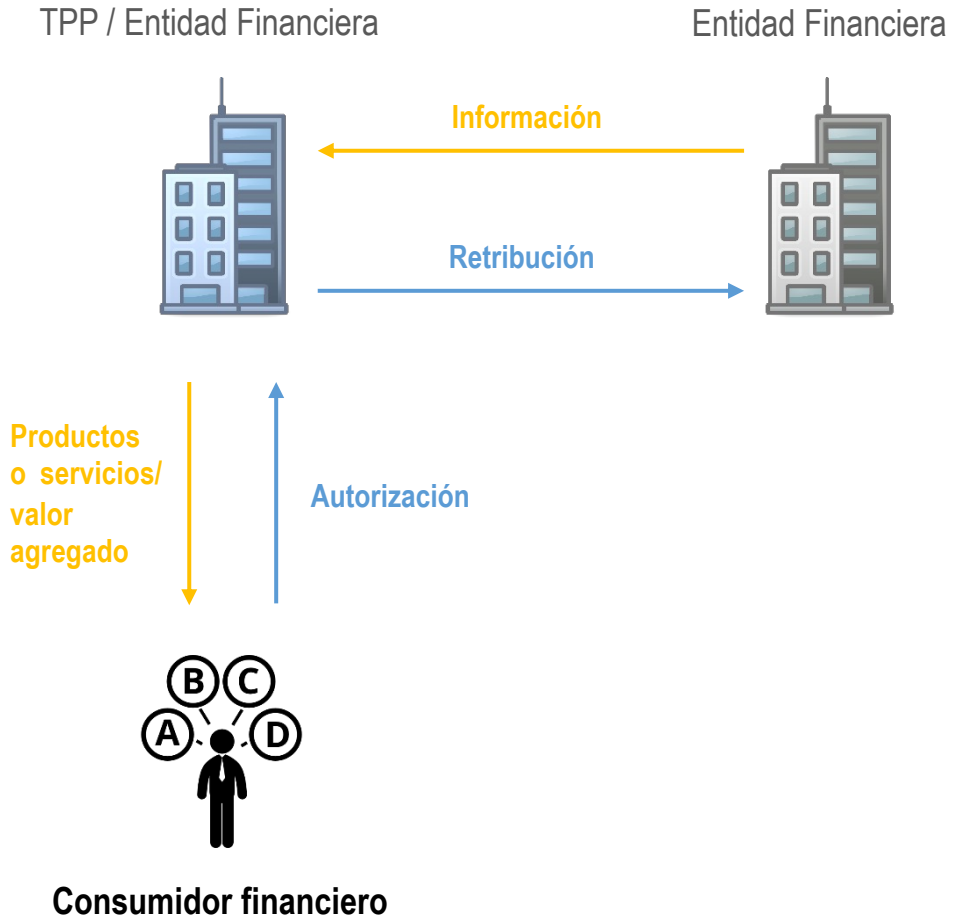 TPP / Entidad Financiera
Entidad Financiera
Información
Retribución
Productos
o servicios/
valor
agregado
Autorización
B
C
A
D
Consumidor financiero